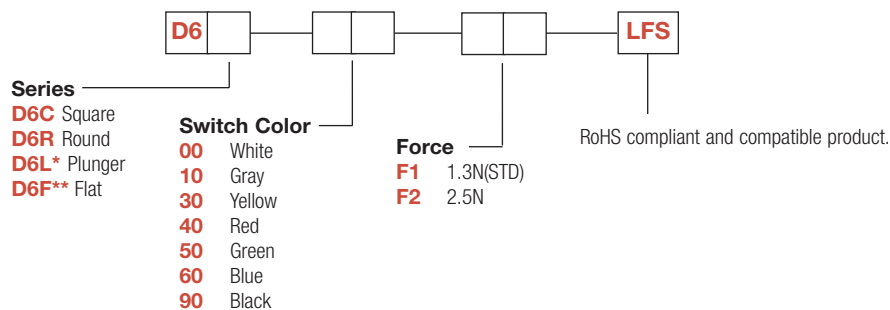 D6 LFS
Series
D6C Square
D6R Round
D6L* Plunger
D6F** Flat
Switch Color
00 White
10 Gray
30 Yellow
40 Red
50 Green
60 Blue
90 Black
Force
F1 1.3N(STD)
F2 2.5N
RoHS compliant and compatible product.